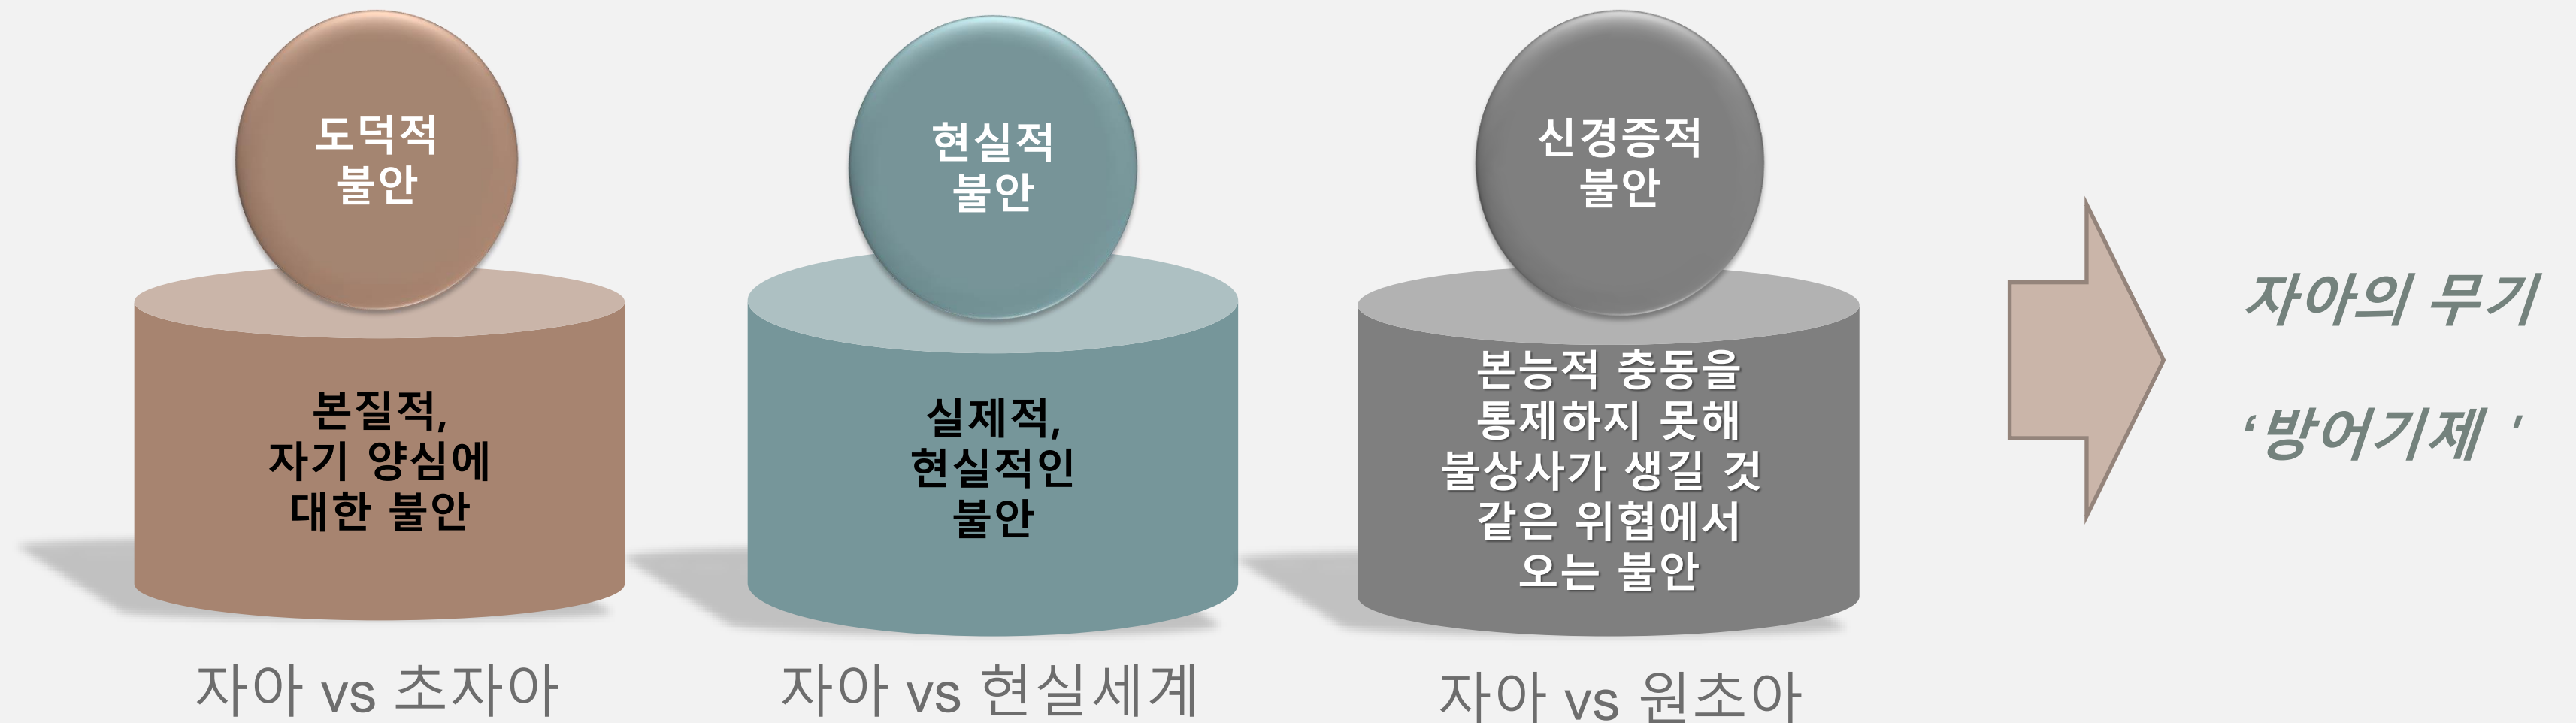 도덕적
불안
본질적,
자기 양심에
대한 불안
자아 vs 초자아
현실적
불안
실제적,
현실적인
불안
자아 vs 현실세계
신경증적
불안
본능적 충동을
통제하지 못해
불상사가 생길 것
같은 위협에서
오는 불안
자아 vs 원초아
자아의 무기
‘방어기제 '